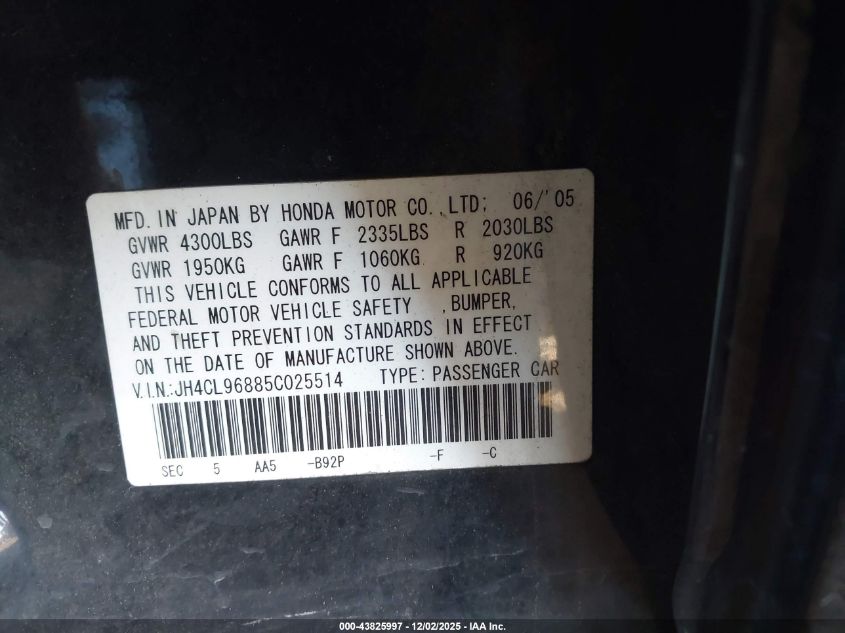 MFD. IN JAPAN BY HONDA MOTOR CO., LTD; 06/'05
GVWR 4300LBS GAWR F 2335LBS R 2030LBS
GVWR 1950KG GAWR F 1060KG R 920KG
THIS VEHICLE CONFORMS TO ALL APPLICABLE
FEDERAL MOTOR VEHICLE SAFETY , BUMPER,
AND THEFT PREVENTION STANDARDS IN EFFECT
ON THE DATE OF MANUFACTURE SHOWN ABOVE.
V.I.N.:JH4CL96885C025514 TYPE: PASSENGER CAR
SEC 5 AA5 -B92P -F -C
000-43825997 - 12/02/2025 - IAA Inc.